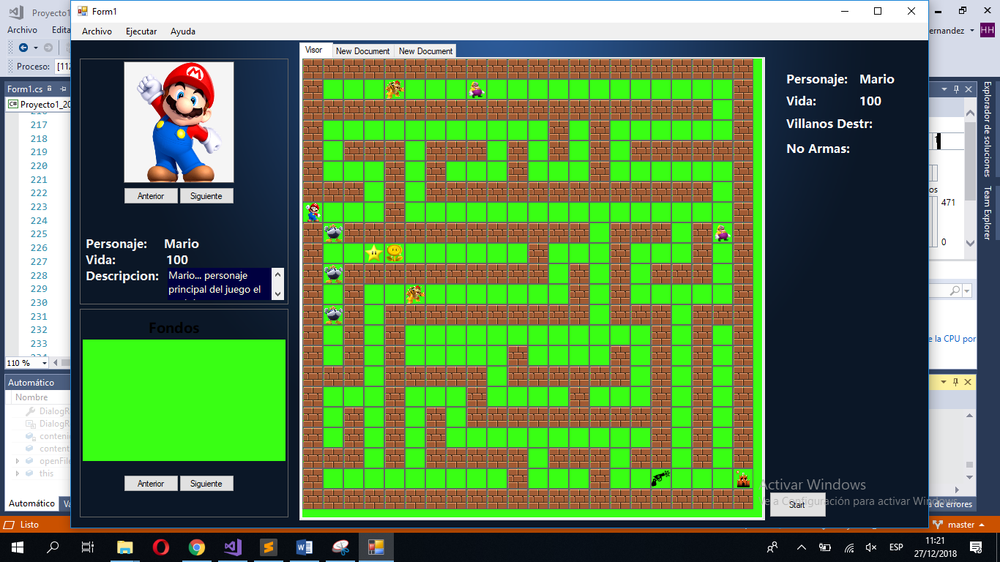 Proyecto1
Form1
Archivo Edita
Archivo Ejecutar Ayuda
ernandez HH
Proceso: [112
Visor New Document New Document
Form1.cs
C# Proyecto1_20
217
218
219
220
221
222
223
224
225
226
227
228
229
230
231
232
233
110 %
Anterior Siguiente
Personaje: Mario
Vida: 100
Descripcion: Mario... personaje
principal del juego el
Fondos
Anterior Siguiente
Personaje: Mario
Vida: 100
Villanos Destr:
No Armas:
Start
Explorador de soluciones
Team Explorer
os
471
0
e la CPU por
Automático
Nombre
DialogR
DialogR
conteni
content
openFile
this
Automático Va
Activar Windows
Ve a Configuración para activar Windows.
a de errores
Listo
master
ESP
11:21
27/12/2018